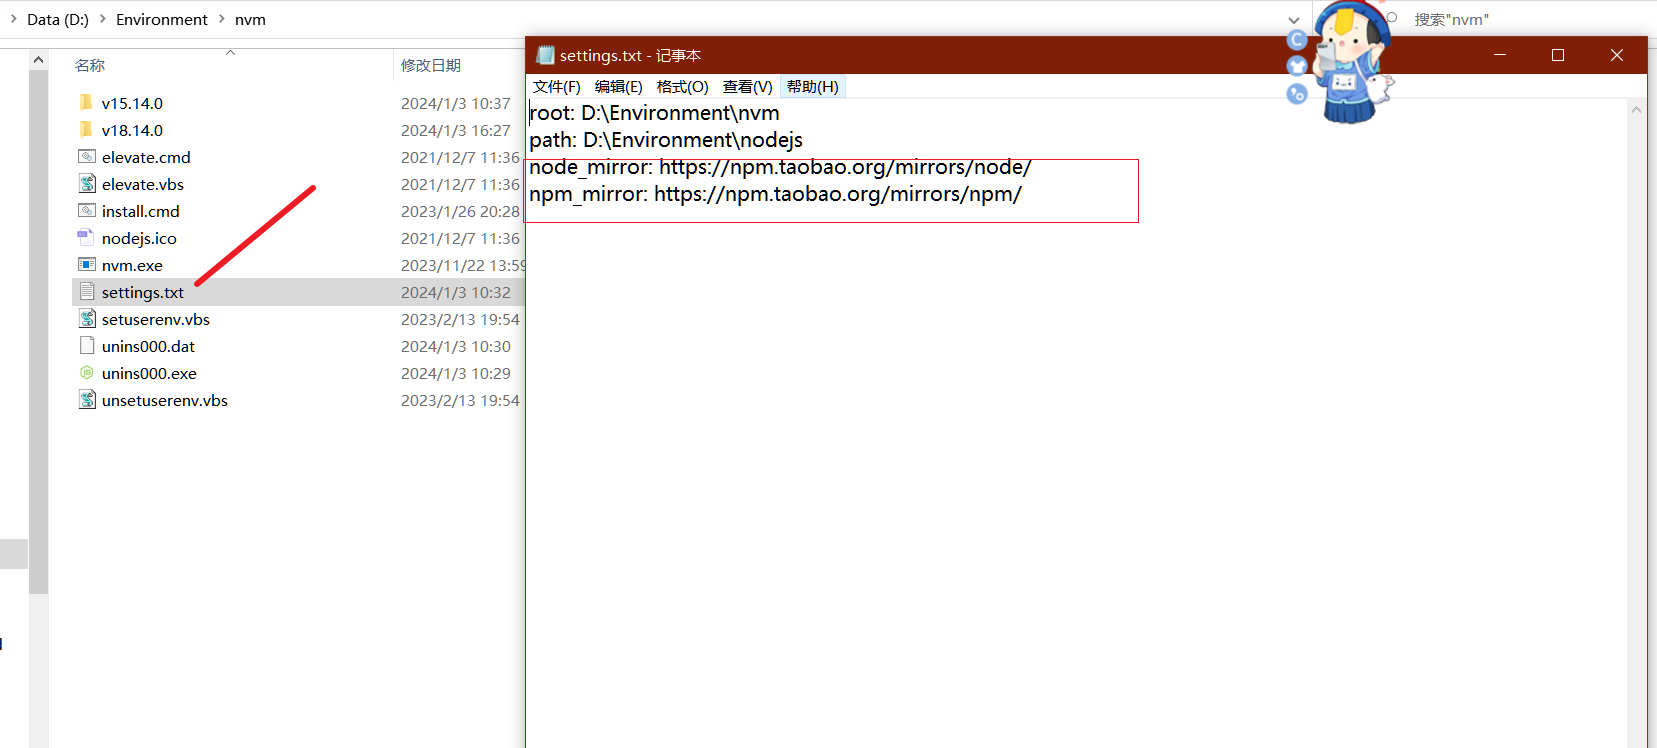 Data (D:) > Environment > nvm
搜索"nvm"
名称 修改日期
v15.14.0 2024/1/3 10:37
v18.14.0 2024/1/3 16:27
elevate.cmd 2021/12/7 11:36
elevate.vbs 2021/12/7 11:36
install.cmd 2023/1/26 20:28
nodejs.ico 2021/12/7 11:36
nvm.exe 2023/11/22 13:59
settings.txt 2024/1/3 10:32
setuserenv.vbs 2023/2/13 19:54
unins000.dat 2024/1/3 10:30
unins000.exe 2024/1/3 10:29
unsetuserenv.vbs 2023/2/13 19:54
settings.txt - 记事本
文件(F) 编辑(E) 格式(O) 查看(V) 帮助(H)
root: D:\Environment\nvm
path: D:\Environment\nodejs
node_mirror: https://npm.taobao.org/mirrors/node/
npm_mirror: https://npm.taobao.org/mirrors/npm/